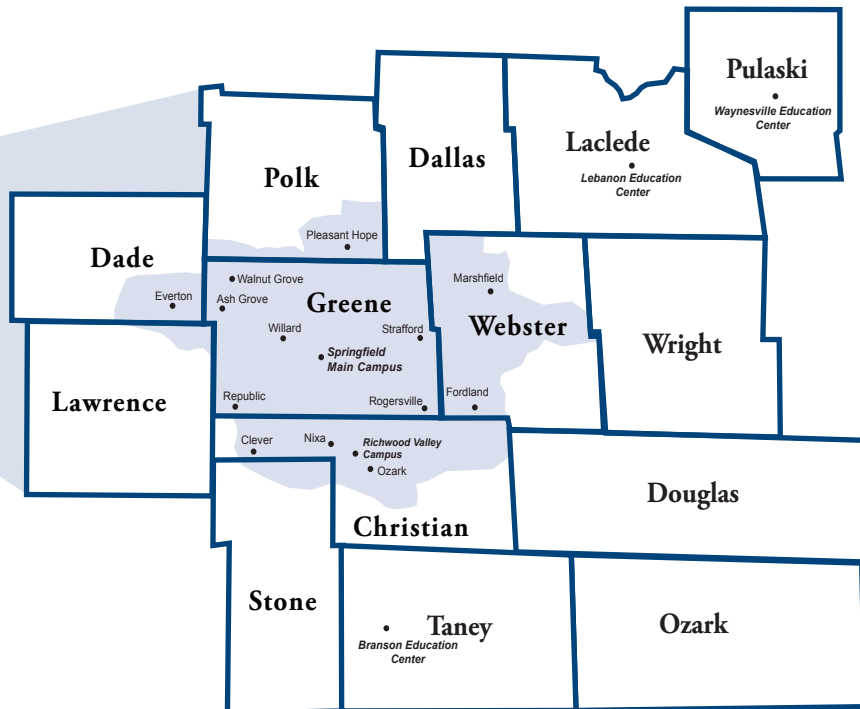 Pulaski
Waynesville Education
Center
Laclede
Lebanon Education
Center
Dallas
Polk
Pleasant Hope
Dade
Everton
Walnut Grove
Ash Grove
Greene
Willard
Strafford
Springfield
Main Campus
Republic
Rogersville
Marshfield
Webster
Fordland
Wright
Lawrence
Clever
Nixa
Richwood Valley
Campus
Ozark
Christian
Douglas
Stone
Taney
Branson Education
Center
Ozark